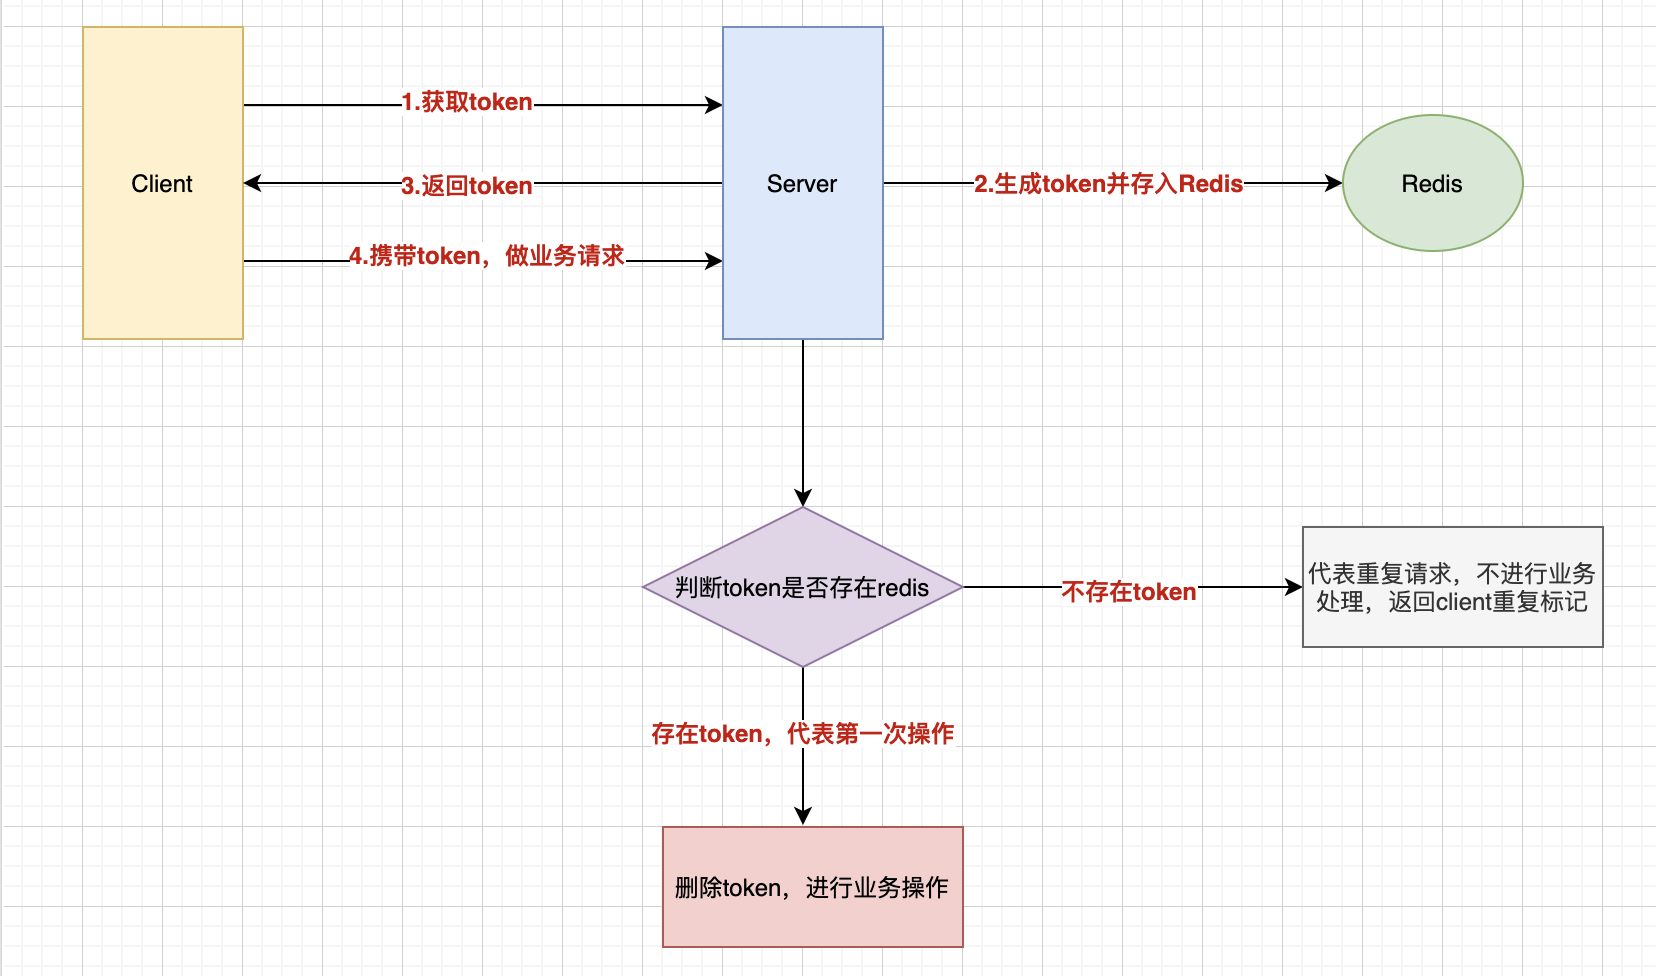 1.获取token
Client
3.返回token
Server
2.生成token并存入Redis
Redis
4.携带token，做业务请求
判断token是否存在redis
不存在token
代表重复请求，不进行业务
处理，返回client重复标记
存在token，代表第一次操作
删除token，进行业务操作